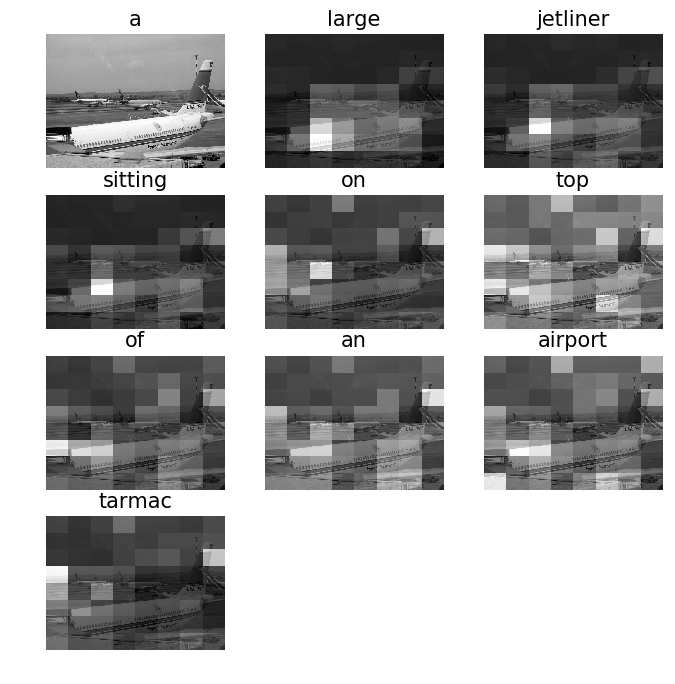 a large jetliner
sitting on top
of an airport
tarmac